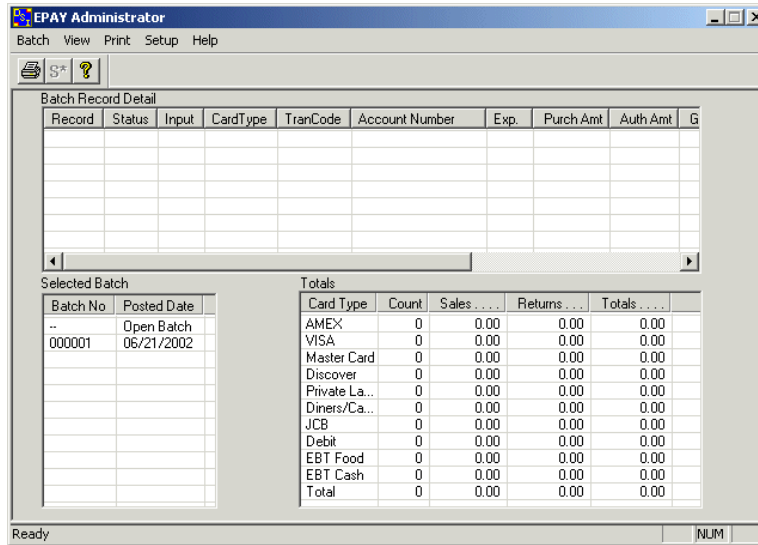 EPAY Administrator
Batch View Print Setup Help
S* ?
Batch Record Detail
Record Status Input CardType TranCode Account Number Exp. Purch Amt Auth Amt G
Selected Batch
Batch No Posted Date
-- Open Batch
000001 06/21/2002
Totals
Card Type Count Sales . . . . Returns . . . Totals . . . .
AMEX 0 0.00 0.00 0.00
VISA 0 0.00 0.00 0.00
Master Card 0 0.00 0.00 0.00
Discover 0 0.00 0.00 0.00
Private La... 0 0.00 0.00 0.00
Diners/Ca... 0 0.00 0.00 0.00
JCB 0 0.00 0.00 0.00
Debit 0 0.00 0.00 0.00
EBT Food 0 0.00 0.00 0.00
EBT Cash 0 0.00 0.00 0.00
Total 0 0.00 0.00 0.00
Ready NUM